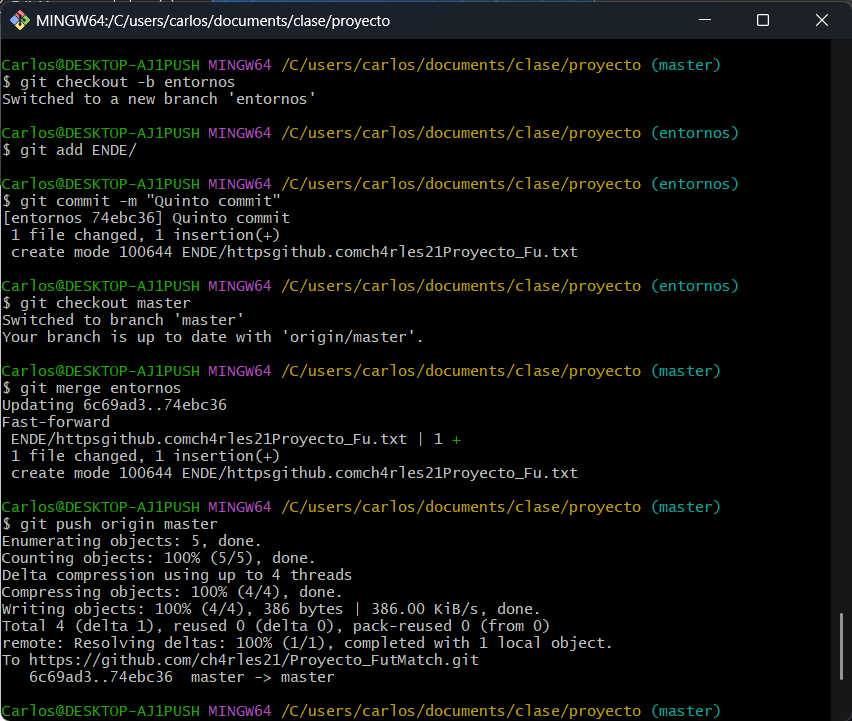 MINGW64:/C/users/carlos/documents/clase/proyecto
Carlos@DESKTOP-AJ1PUSH MINGW64 /C/users/carlos/documents/clase/proyecto (master)
$ git checkout -b entornos
Switched to a new branch 'entornos'
Carlos@DESKTOP-AJ1PUSH MINGW64 /C/users/carlos/documents/clase/proyecto (entornos)
$ git add ENDE/
Carlos@DESKTOP-AJ1PUSH MINGW64 /C/users/carlos/documents/clase/proyecto (entornos)
$ git commit -m "Quinto commit"
[entornos 74ebc36] Quinto commit
 1 file changed, 1 insertion(+)
 create mode 100644 ENDE/httpsgithub.comch4rles21Proyecto_Fu.txt
Carlos@DESKTOP-AJ1PUSH MINGW64 /C/users/carlos/documents/clase/proyecto (entornos)
$ git checkout master
Switched to branch 'master'
Your branch is up to date with 'origin/master'.
Carlos@DESKTOP-AJ1PUSH MINGW64 /C/users/carlos/documents/clase/proyecto (master)
$ git merge entornos
Updating 6c69ad3..74ebc36
Fast-forward
 ENDE/httpsgithub.comch4rles21Proyecto_Fu.txt | 1 +
 1 file changed, 1 insertion(+)
 create mode 100644 ENDE/httpsgithub.comch4rles21Proyecto_Fu.txt
Carlos@DESKTOP-AJ1PUSH MINGW64 /C/users/carlos/documents/clase/proyecto (master)
$ git push origin master
Enumerating objects: 5, done.
Counting objects: 100% (5/5), done.
Delta compression using up to 4 threads
Compressing objects: 100% (4/4), done.
Writing objects: 100% (4/4), 386 bytes | 386.00 KiB/s, done.
Total 4 (delta 1), reused 0 (delta 0), pack-reused 0 (from 0)
remote: Resolving deltas: 100% (1/1), completed with 1 local object.
To https://github.com/ch4rles21/Proyecto_FutMatch.git
   6c69ad3..74ebc36  master -> master
Carlos@DESKTOP-AJ1PUSH MINGW64 /C/users/carlos/documents/clase/proyecto (master)